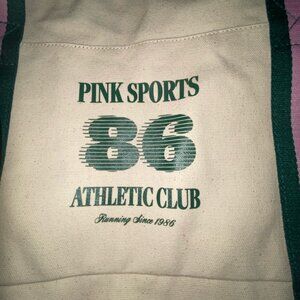 PINK SPORTS
86
ATHLETIC CLUB
Running Since 1986